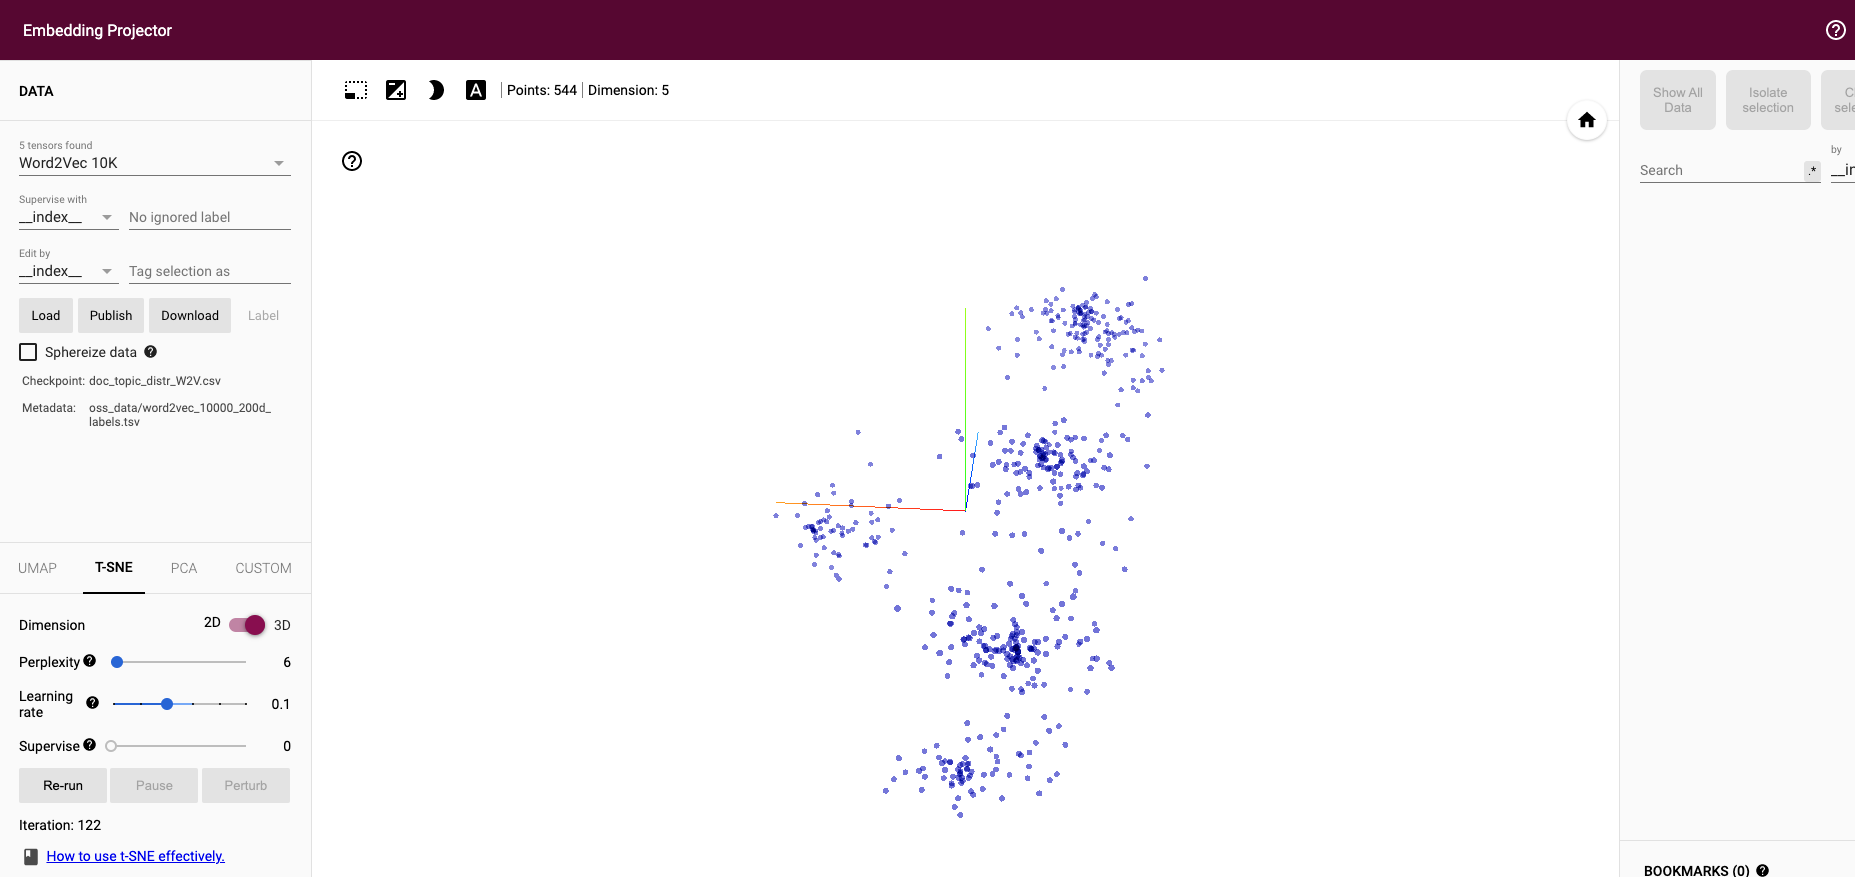 Embedding Projector
DATA
5 tensors found
Word2Vec 10K
Supervise with
__index__
No ignored label
Edit by
__index__
Tag selection as
Load
Publish
Download
Label
Sphereize data
Checkpoint: doc_topic_distr_W2V.csv
Metadata: oss_data/word2vec_10000_200d_
labels.tsv
UMAP
T-SNE
PCA
CUSTOM
Dimension 2D 3D
Perplexity 6
Learning
rate 0.1
Supervise 0
Re-run
Pause
Perturb
Iteration: 122
How to use t-SNE effectively.
A
Points: 544 | Dimension: 5
Show All
Data
Isolate
selection
C
sele
Search
.*
by
__in
BOOKMARKS (0)